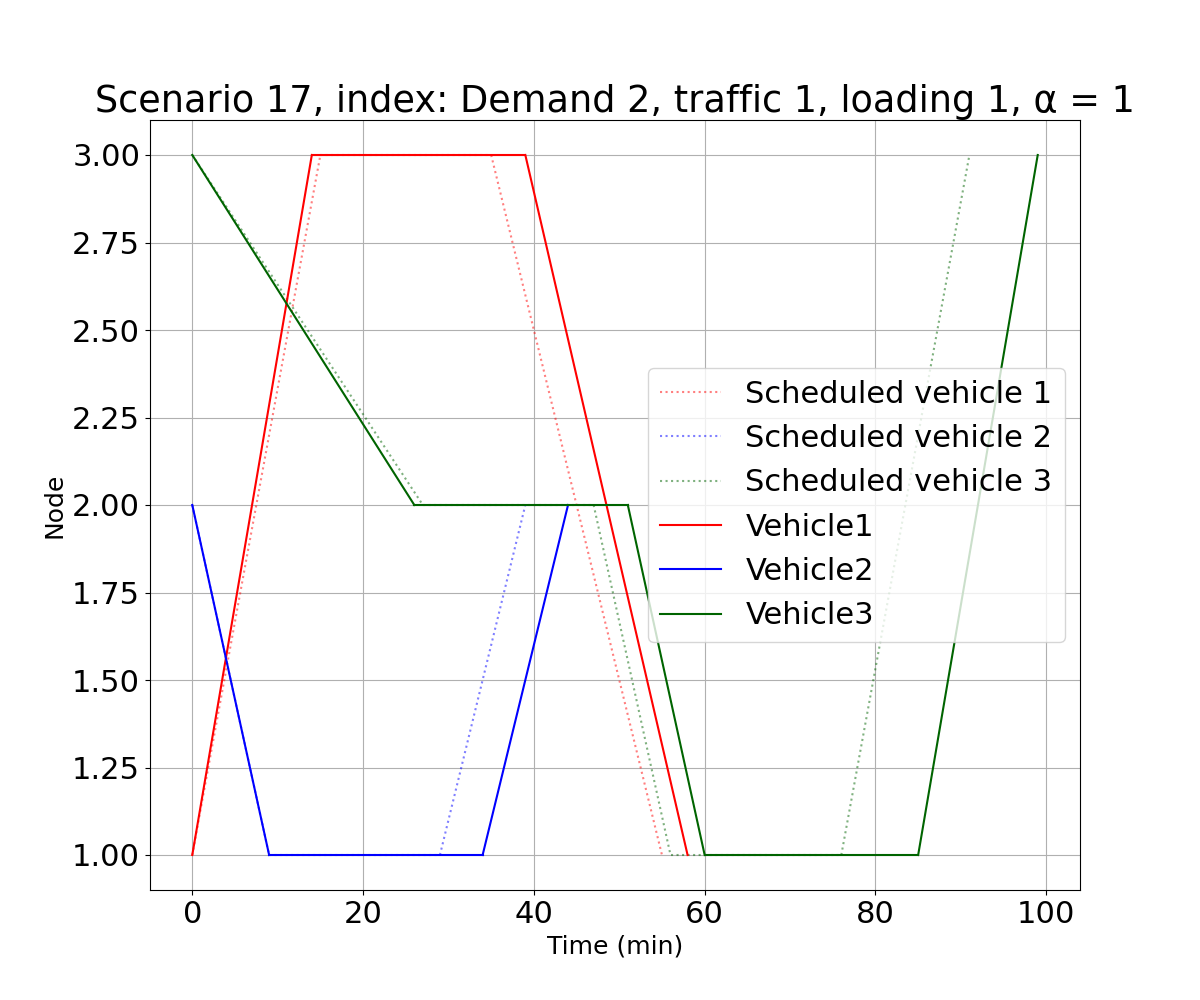 Scenario 17, index: Demand 2, traffic 1, loading 1, α = 1
3.00
2.75
2.50
2.25
2.00
1.75
1.50
1.25
1.00
Node
Scheduled vehicle 1
Scheduled vehicle 2
Scheduled vehicle 3
Vehicle1
Vehicle2
Vehicle3
0 20 40 60 80 100
Time (min)